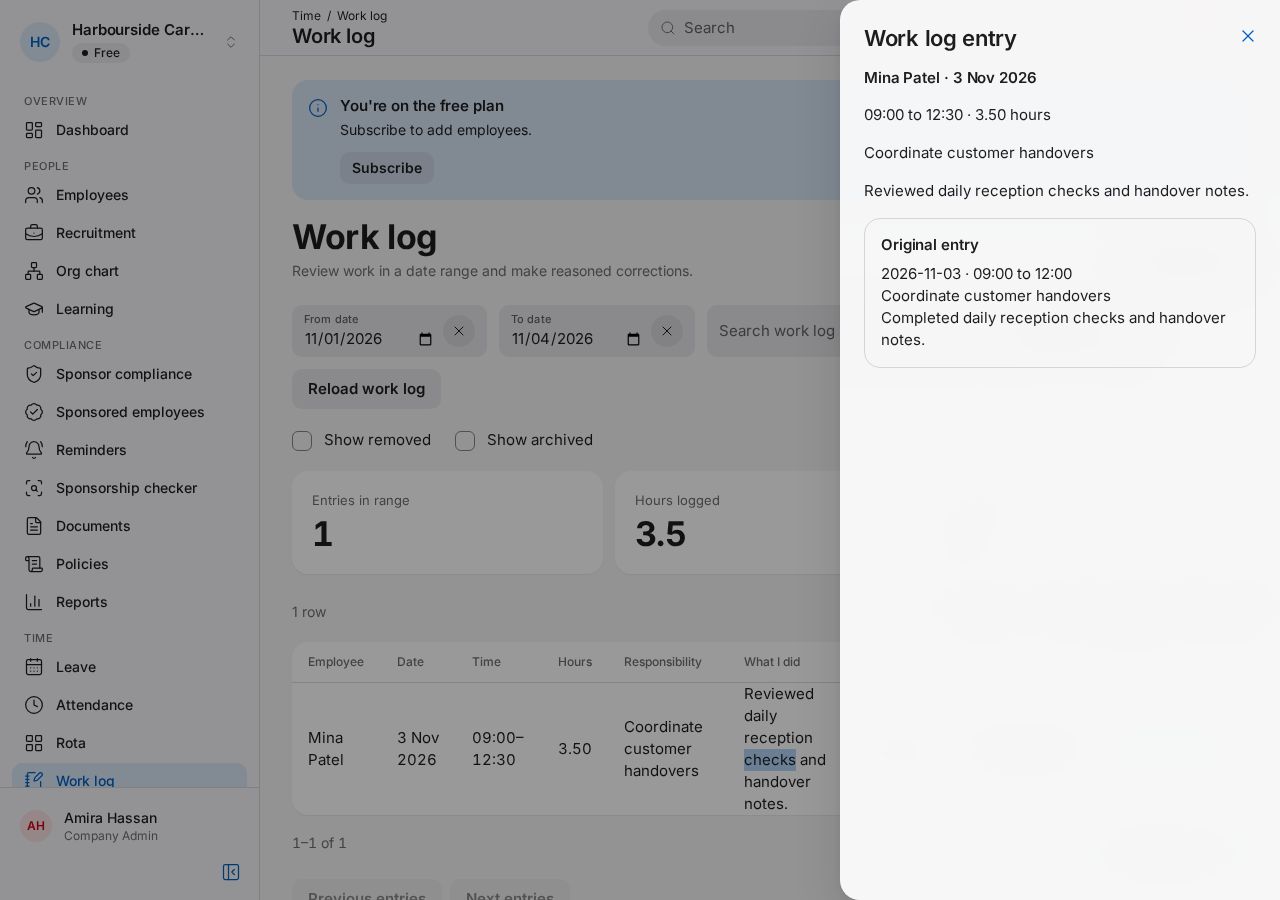 HC
Harbourside Car...
Free
OVERVIEW
Dashboard
PEOPLE
Employees
Recruitment
Org chart
Learning
COMPLIANCE
Sponsor compliance
Sponsored employees
Reminders
Sponsorship checker
Documents
Policies
Reports
TIME
Leave
Attendance
Rota
Work log
AH
Amira Hassan
Company Admin
Time / Work log
Work log
Search
You're on the free plan
Subscribe to add employees.
Subscribe
Work log
Review work in a date range and make reasoned corrections.
From date
11/01/2026
To date
11/04/2026
Search work log
Reload work log
Show removed
Show archived
Entries in range
1
Hours logged
3.5
1 row
Employee Date Time Hours Responsibility What I did
Mina
Patel
3 Nov
2026
09:00–
12:30
3.50
Coordinate
customer
handovers
Reviewed
daily
reception
checks and
handover
notes.
1–1 of 1
Previous entries
Next entries
Work log entry
Mina Patel · 3 Nov 2026
09:00 to 12:30 · 3.50 hours
Coordinate customer handovers
Reviewed daily reception checks and handover notes.
Original entry
2026-11-03 · 09:00 to 12:00
Coordinate customer handovers
Completed daily reception checks and handover
notes.